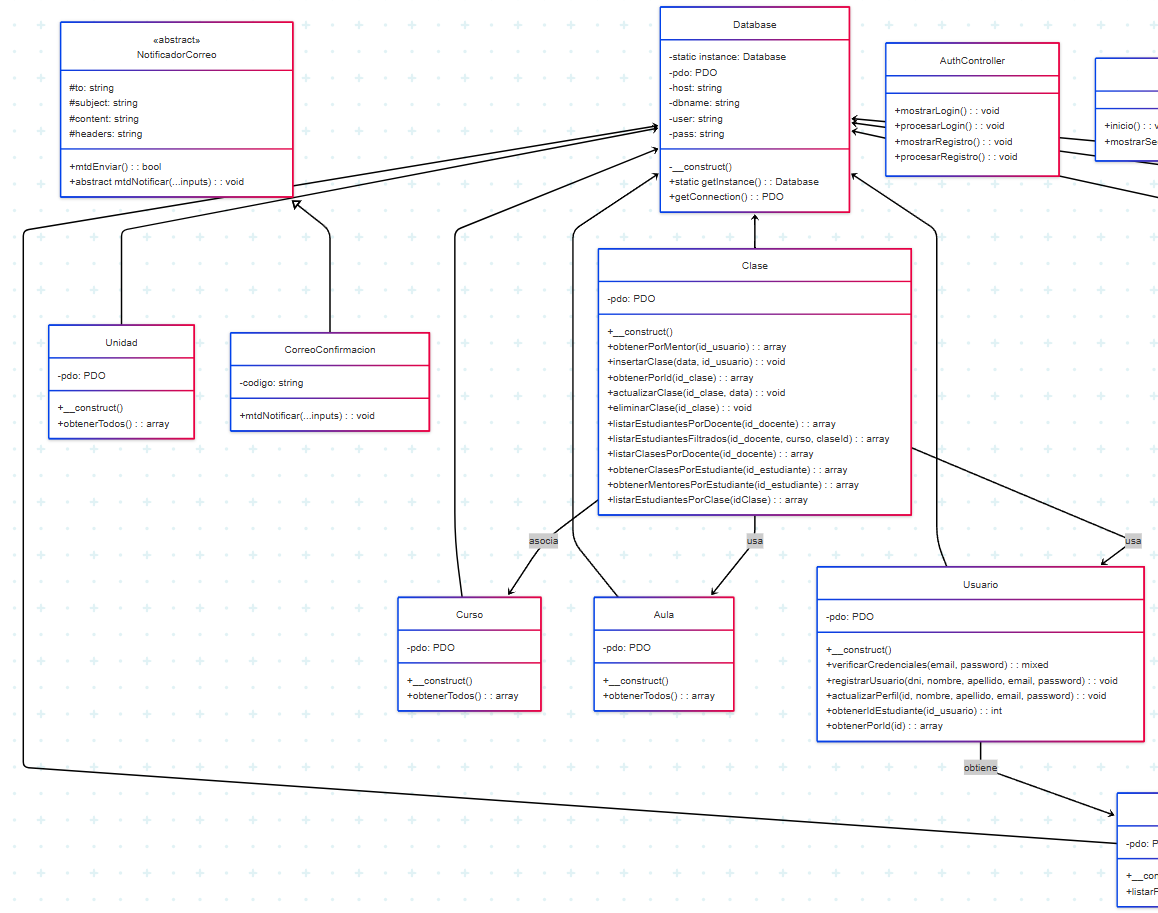 «abstract»
NotificadorCorreo
#to: string
#subject: string
#content: string
#headers: string
+mtdEnviar() : : bool
+abstract mtdNotificar(...inputs) : : void
Database
-static instance: Database
-pdo: PDO
-host: string
-dbname: string
-user: string
-pass: string
-__construct()
+static getInstance() : : Database
+getConnection() : : PDO
AuthController
+mostrarLogin() : : void
+procesarLogin() : : void
+mostrarRegistro() : : void
+procesarRegistro() : : void
+inicio() : : v
+mostrarSe
Clase
-pdo: PDO
+__construct()
+obtenerPorMentor(id_usuario) : : array
+insertarClase(data, id_usuario) : : void
+obtenerPorId(id_clase) : : array
+actualizarClase(id_clase, data) : : void
+eliminarClase(id_clase) : : void
+listarEstudiantesPorDocente(id_docente) : : array
+listarEstudiantesFiltrados(id_docente, curso, claseId) : : array
+listarClasesPorDocente(id_docente) : : array
+obtenerClasesPorEstudiante(id_estudiante) : : array
+obtenerMentoresPorEstudiante(id_estudiante) : : array
+listarEstudiantesPorClase(idClase) : : array
Unidad
-pdo: PDO
+__construct()
+obtenerTodos() : : array
CorreoConfirmacion
-codigo: string
+mtdNotificar(...inputs) : : void
asocia
usa
usa
Curso
-pdo: PDO
+__construct()
+obtenerTodos() : : array
Aula
-pdo: PDO
+__construct()
+obtenerTodos() : : array
Usuario
-pdo: PDO
+__construct()
+verificarCredenciales(email, password) : : mixed
+registrarUsuario(dni, nombre, apellido, email, password) : : void
+actualizarPerfil(id, nombre, apellido, email, password) : : void
+obtenerIdEstudiante(id_usuario) : : int
+obtenerPorId(id) : : array
obtiene
-pdo: P
+__con